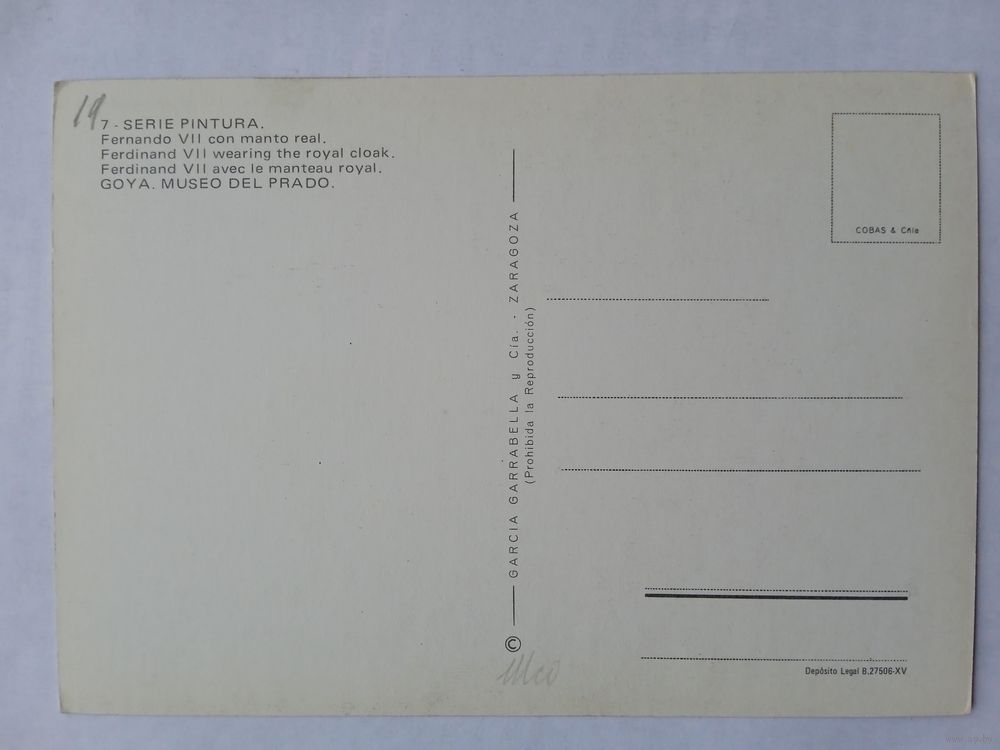 19
7 - SERIE PINTURA.
Fernando VII con manto real.
Ferdinand VII wearing the royal cloak.
Ferdinand VII avec le manteau royal.
GOYA. MUSEO DEL PRADO.
© GARCIA GARRABELLA y Cía. - ZARAGOZA
(Prohibida la Reproducción)
COBAS & Cñia
Depósito Legal B.27506-XV